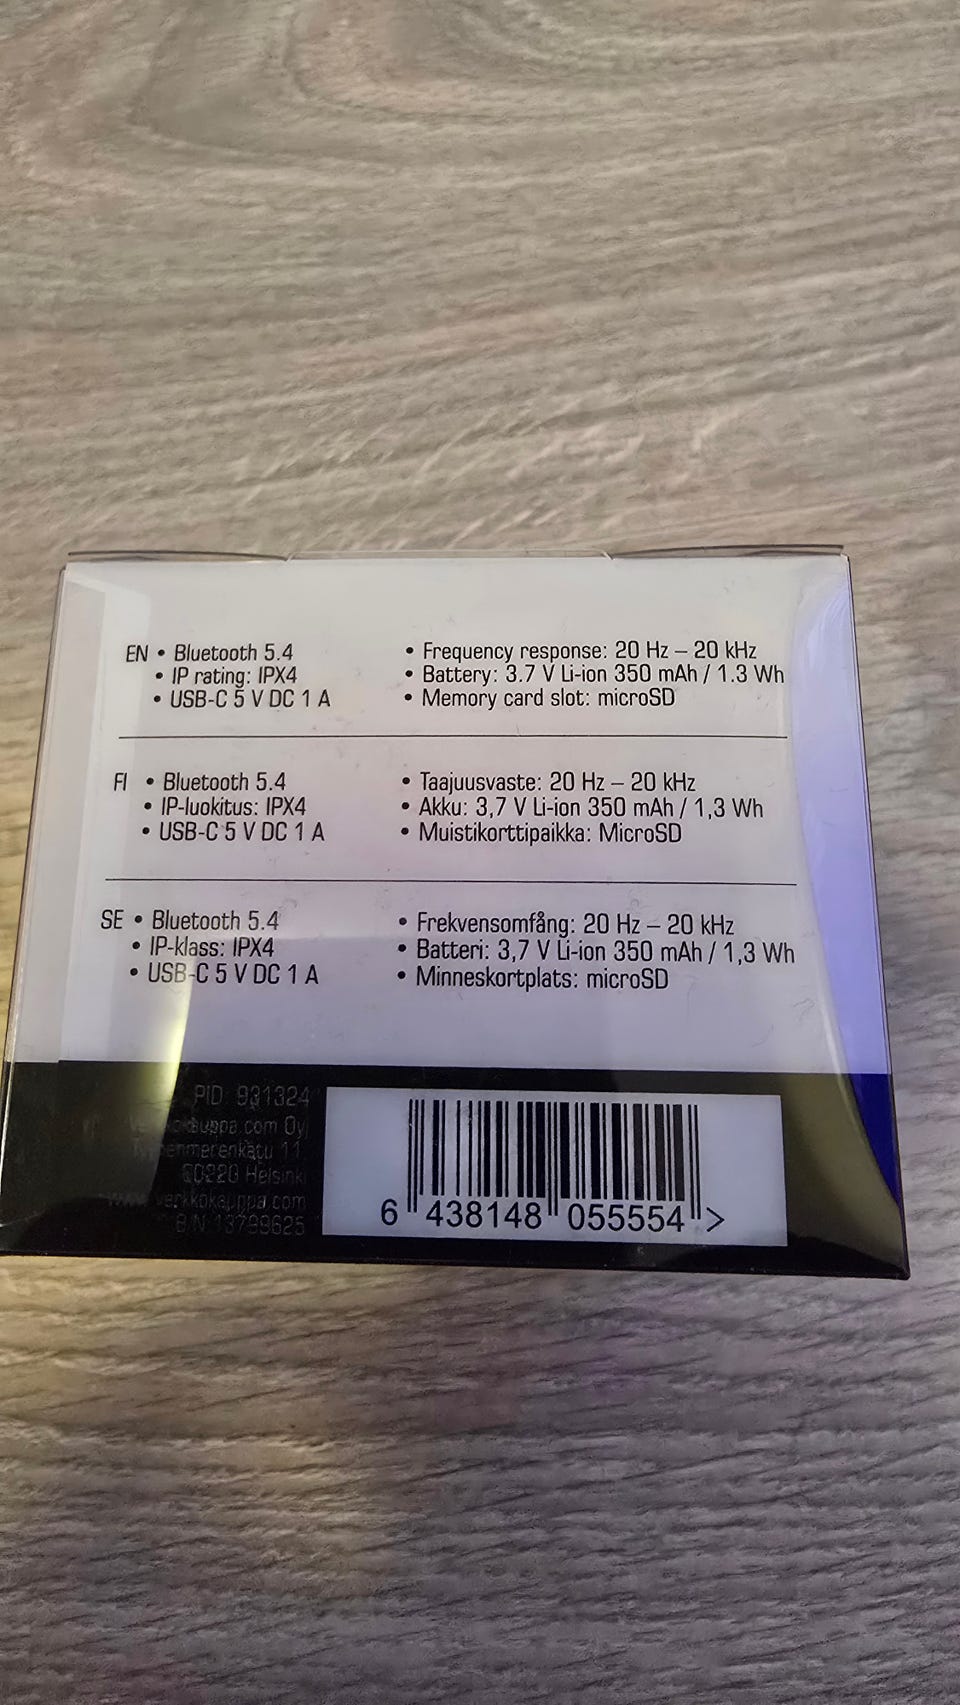 EN • Bluetooth 5.4
• IP rating: IPX4
• USB-C 5 V DC 1 A
• Frequency response: 20 Hz – 20 kHz
• Battery: 3.7 V Li-ion 350 mAh / 1.3 Wh
• Memory card slot: microSD
FI • Bluetooth 5.4
• IP-luokitus: IPX4
• USB-C 5 V DC 1 A
• Taajuusvaste: 20 Hz – 20 kHz
• Akku: 3,7 V Li-ion 350 mAh / 1,3 Wh
• Muistikorttipaikka: MicroSD
SE • Bluetooth 5.4
• IP-klass: IPX4
• USB-C 5 V DC 1 A
• Frekvensomfång: 20 Hz – 20 kHz
• Batteri: 3,7 V Li-ion 350 mAh / 1,3 Wh
• Minneskortplats: microSD
PID: 931324
Verkkokauppa.com Oyj
Tyynenmerenkatu 11,
00220 Helsinki
www.verkkokauppa.com
B/N: 13799625
6 438148 055554 >